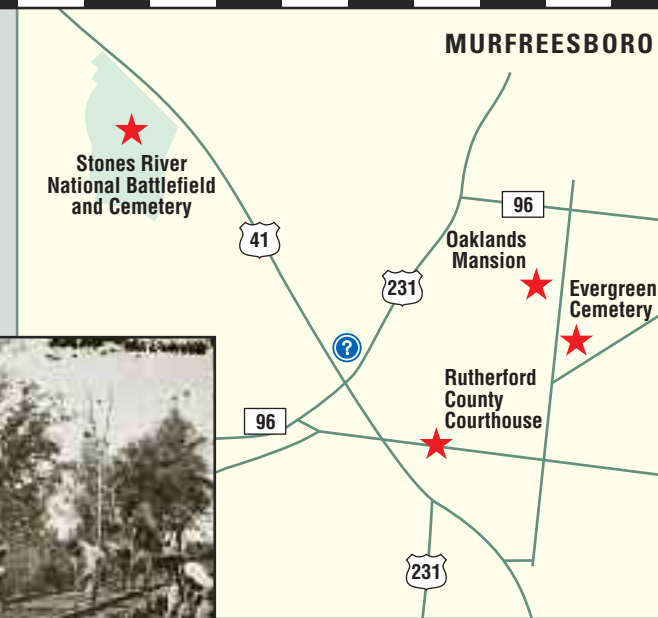 MURFREESBORO
Stones River
National Battlefield
and Cemetery
41
96
Oaklands
Mansion
231
Evergreen
Cemetery
?
Rutherford
County
Courthouse
96
231